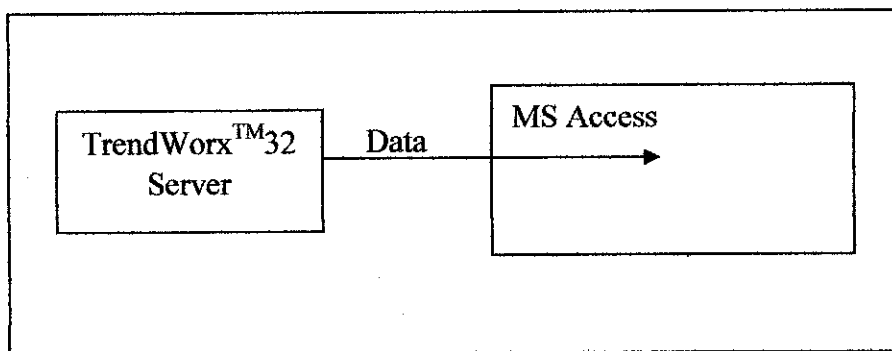 TrendWorx™32
Server
Data
MS Access